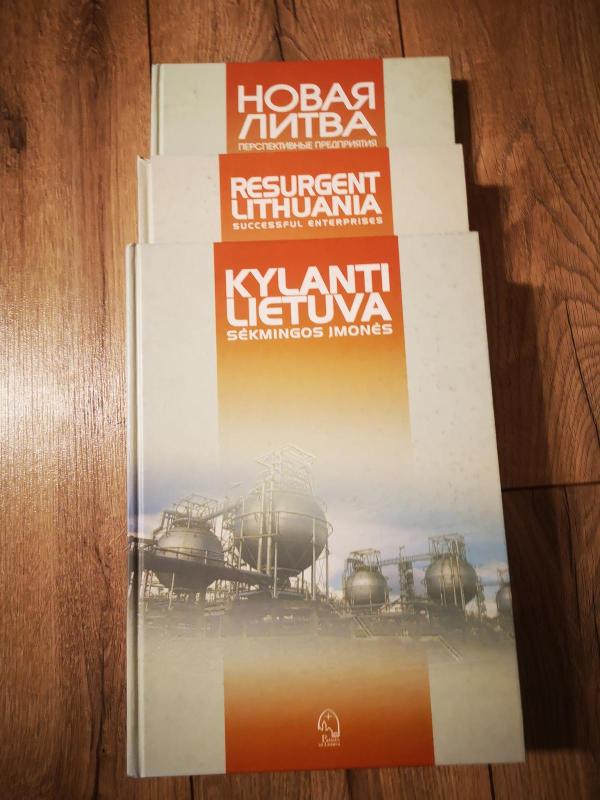 НОВАЯ
ЛИТВА
ПЕРСПЕКТИВНЫЕ ПРЕДПРИЯТИЯ
RESURGENT
LITHUANIA
SUCCESSFUL ENTERPRISES
KYLANTI
LIETUVA
SĖKMINGOS ĮMONĖS